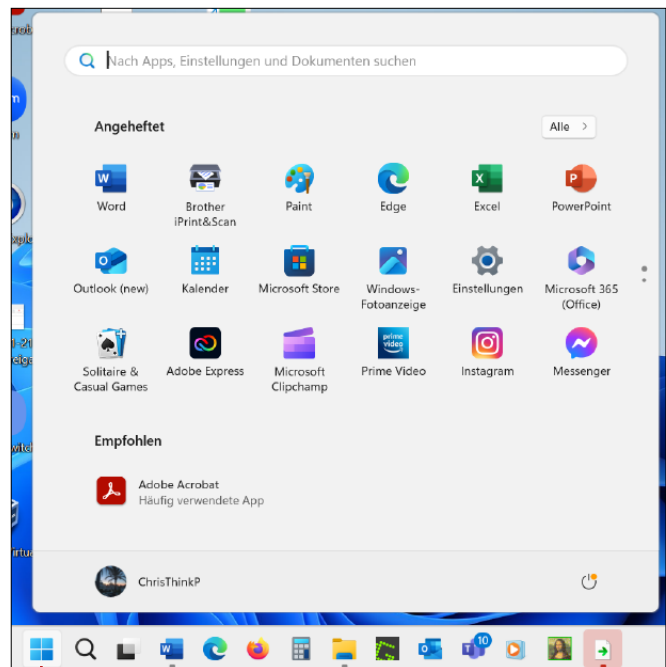 Nach Apps, Einstellungen und Dokumenten suchen
Angeheftet
Alle
Word
Brother
iPrint&Scan
Paint
Edge
Excel
PowerPoint
Outlook (new)
Kalender
Microsoft Store
Windows-
Fotoanzeige
Einstellungen
Microsoft 365
(Office)
Solitaire &
Casual Games
Adobe Express
Microsoft
Clipchamp
prime
video
Prime Video
Instagram
Messenger
Empfohlen
Adobe Acrobat
Häufig verwendete App
ChrisThinkP
10